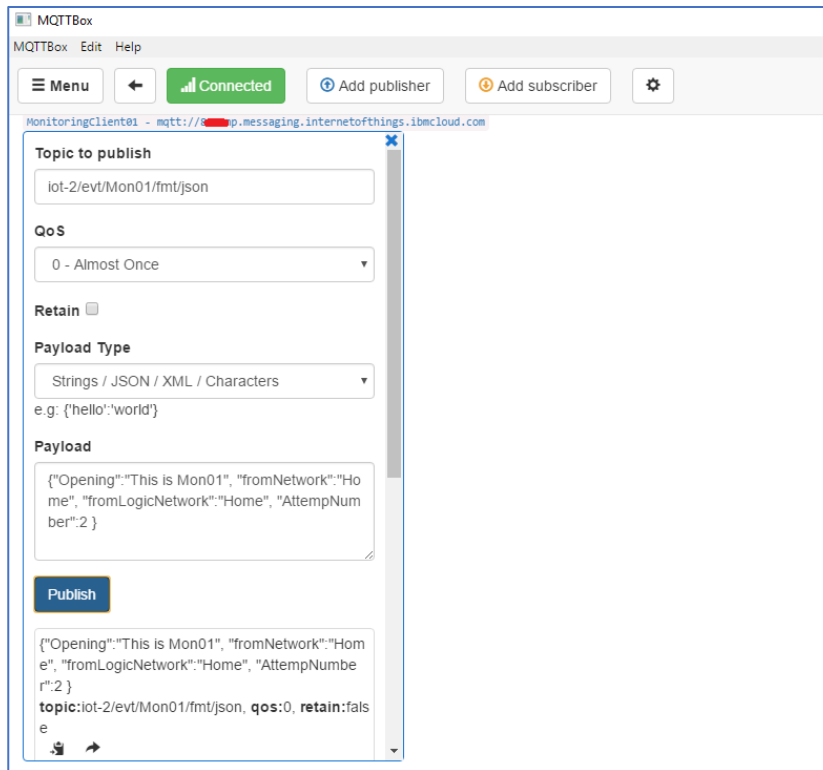 MQTTBox
MQTTBox Edit Help
Menu Connected Add publisher Add subscriber
MonitoringClient01 - mqtt://8 p.messaging.internetofthings.ibmcloud.com
Topic to publish
iot-2/evt/Mon01/fmt/json
QoS
0 - Almost Once
Retain
Payload Type
Strings / JSON / XML / Characters
e.g: {'hello':'world'}
Payload
{"Opening":"This is Mon01", "fromNetwork":"Ho
me", "fromLogicNetwork":"Home", "AttempNum
ber":2 }
Publish
{"Opening":"This is Mon01", "fromNetwork":"Hom
e", "fromLogicNetwork":"Home", "AttempNumbe
r":2 }
topic:iot-2/evt/Mon01/fmt/json, qos:0, retain:fals
e